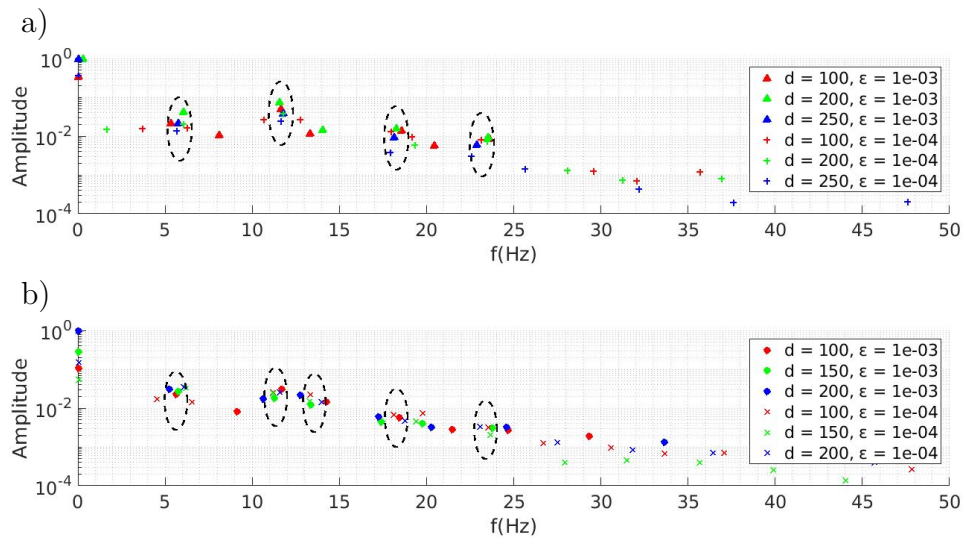 a)
10^0
10^-2
10^-4
Amplitude
0 5 10 15 20 25 30 35 40 45 50
f(Hz)
d = 100, ε = 1e-03
d = 200, ε = 1e-03
d = 250, ε = 1e-03
d = 100, ε = 1e-04
d = 200, ε = 1e-04
d = 250, ε = 1e-04
b)
10^0
10^-2
10^-4
Amplitude
0 5 10 15 20 25 30 35 40 45 50
f(Hz)
d = 100, ε = 1e-03
d = 150, ε = 1e-03
d = 200, ε = 1e-03
d = 100, ε = 1e-04
d = 150, ε = 1e-04
d = 200, ε = 1e-04